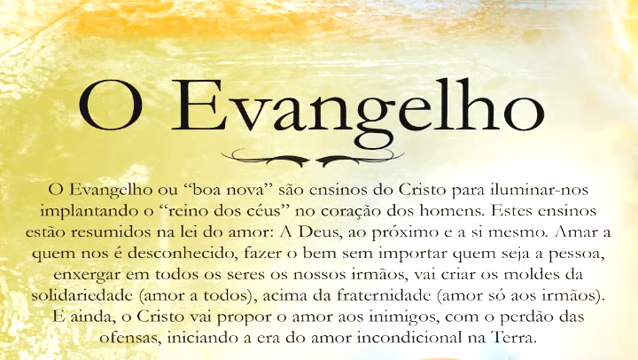 O Evangelho
O Evangelho ou “boa nova” são ensinos do Cristo para iluminar-nos
implantando o “reino dos céus” no coração dos homens. Estes ensinos
estão resumidos na lei do amor: A Deus, ao próximo e a si mesmo. Amar a
quem nos é desconhecido, fazer o bem sem importar quem seja a pessoa,
enxergar em todos os seres os nossos irmãos, vai criar os moldes da
solidariedade (amor a todos), acima da fraternidade (amor só aos irmãos).
E ainda, o Cristo vai propor o amor aos inimigos, com o perdão das
ofensas, iniciando a era do amor incondicional na Terra.